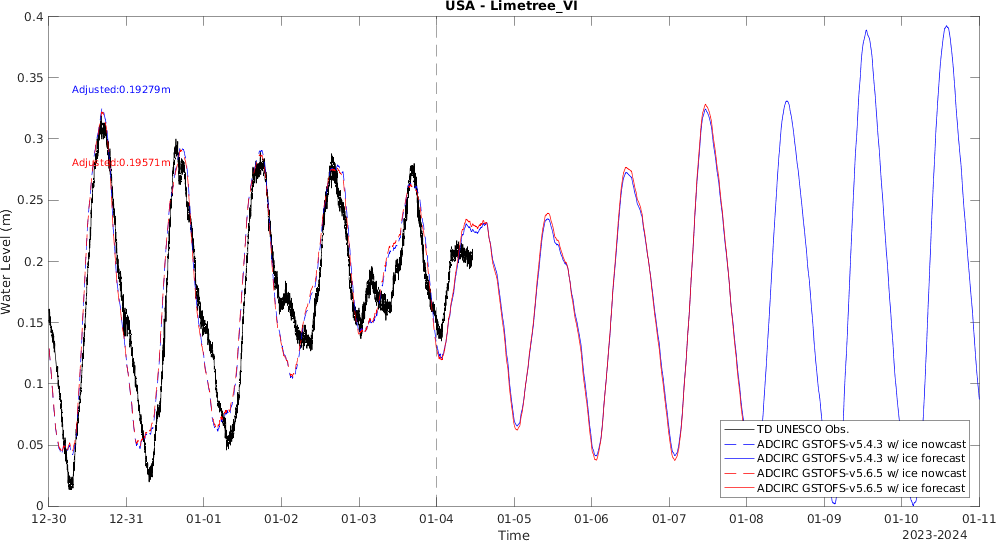 USA - Limetree_VI
0.4
0.35
0.3
0.25
0.2
0.15
0.1
0.05
0
Water Level (m)
Adjusted:0.19279m
Adjusted:0.19571m
TD UNESCO Obs.
ADCIRC GSTOFS-v5.4.3 w/ ice nowcast
ADCIRC GSTOFS-v5.4.3 w/ ice forecast
ADCIRC GSTOFS-v5.6.5 w/ ice nowcast
ADCIRC GSTOFS-v5.6.5 w/ ice forecast
12-30 12-31 01-01 01-02 01-03 01-04 01-05 01-06 01-07 01-08 01-09 01-10 01-11
Time
2023-2024